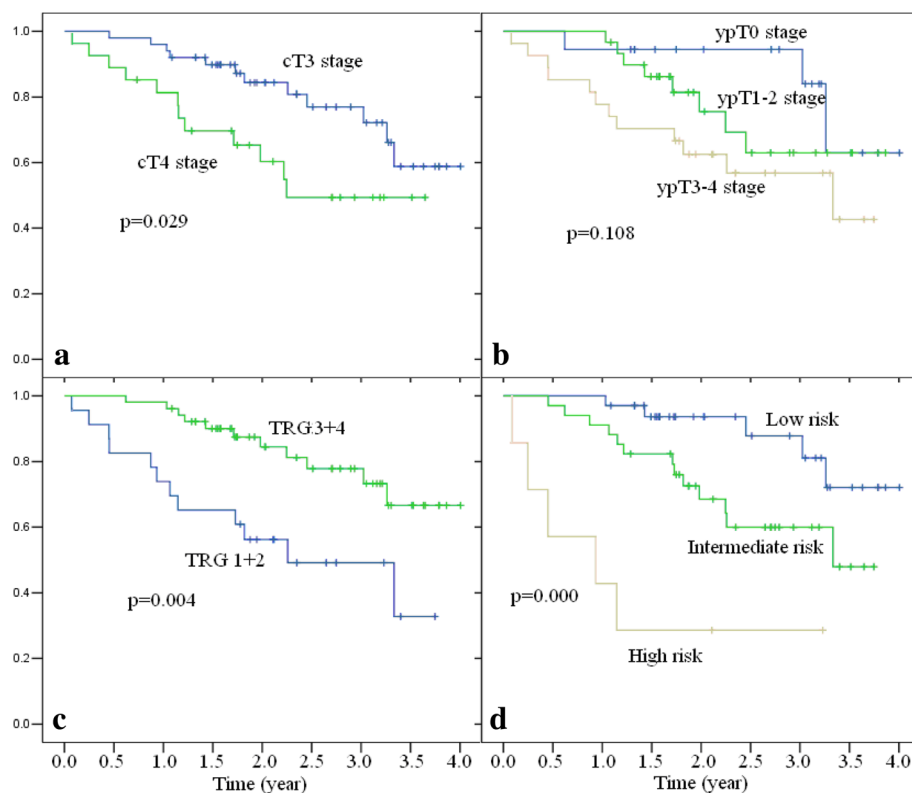 1.0
0.8
0.6
0.4
0.2
0.0
cT3 stage
cT4 stage
p=0.029
a
ypT0 stage
ypT1-2 stage
ypT3-4 stage
p=0.108
b
1.0
0.8
0.6
0.4
0.2
0.0
TRG3+4
TRG 1+2
p=0.004
c
Low risk
Intermediate risk
p=0.000
High risk
d
0.0 0.5 1.0 1.5 2.0 2.5 3.0 3.5 4.0
Time (year)
0.0 0.5 1.0 1.5 2.0 2.5 3.0 3.5 4.0
Time (year)